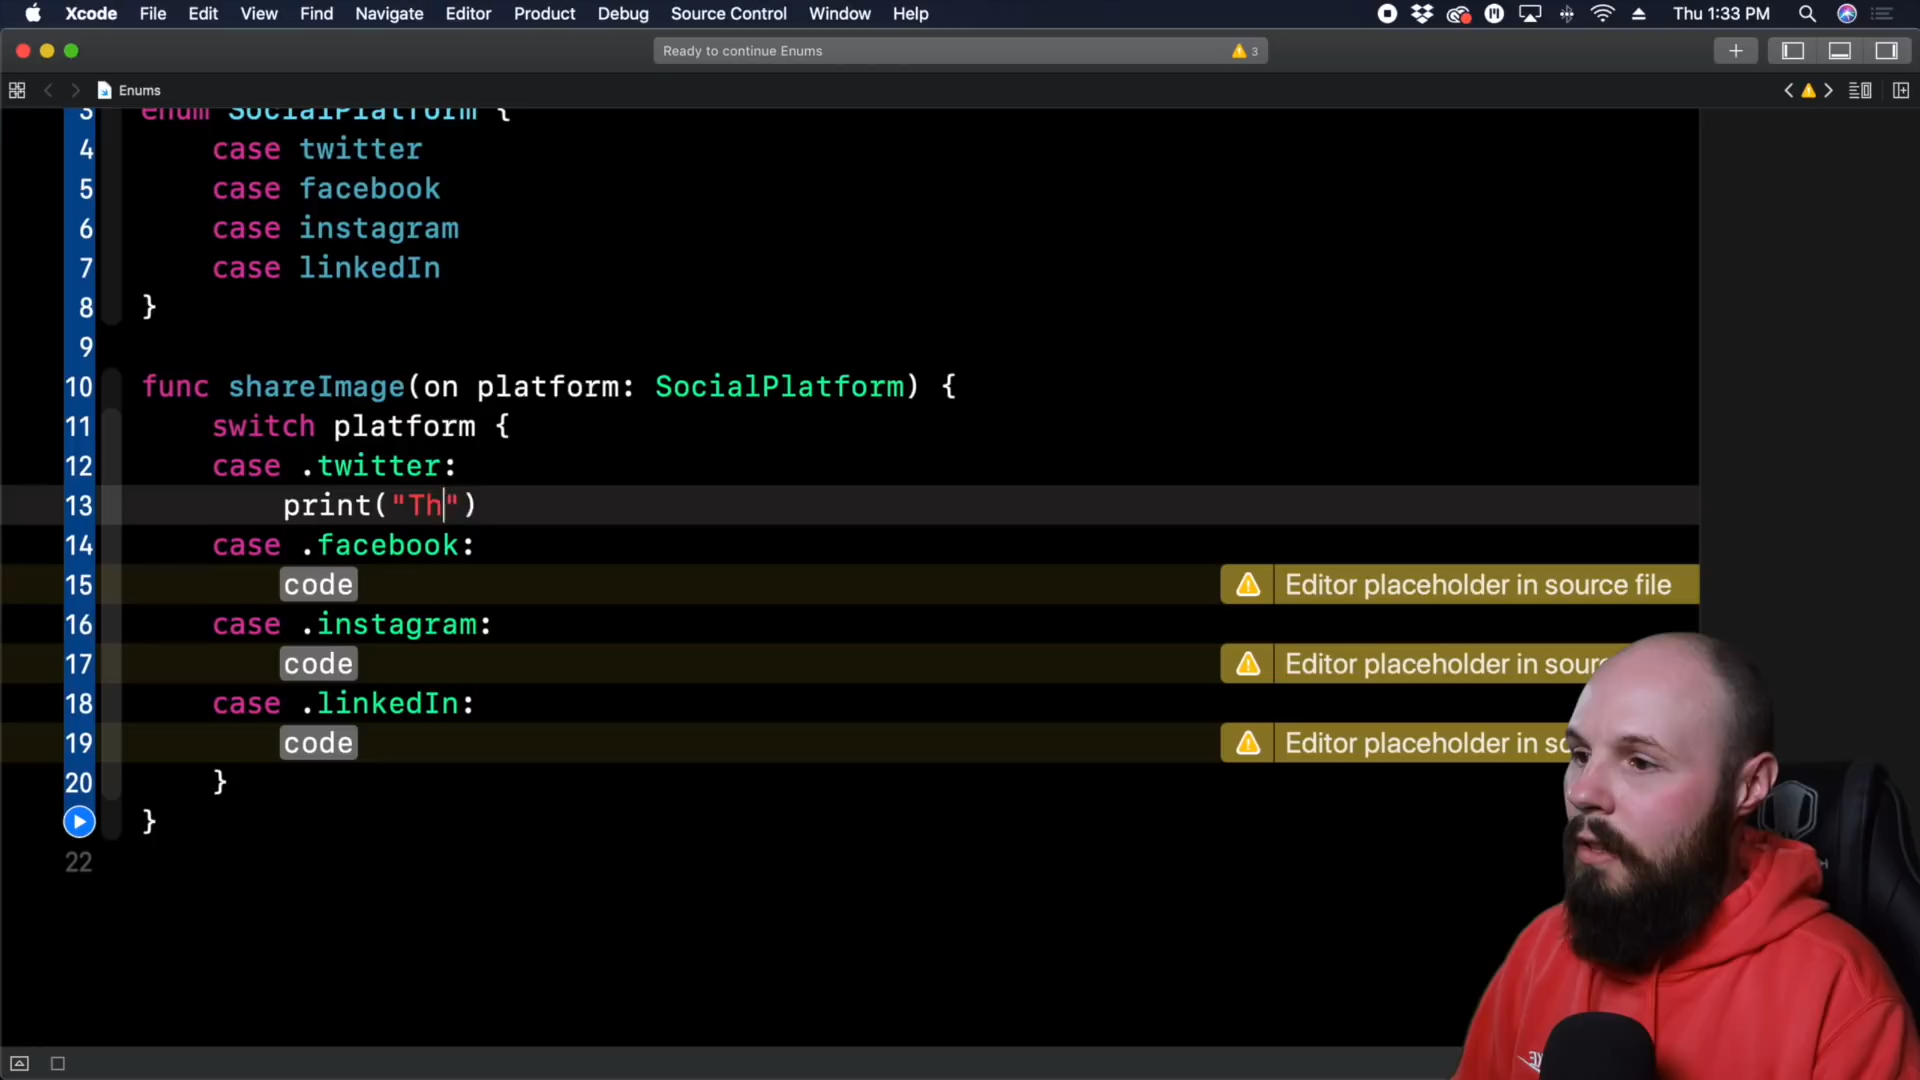 Xcode File Edit View Find Navigate Editor Product Debug Source Control Window Help Thu 1:33 PM
Ready to continue Enums 3
Enums
3 enum SocialPlatform {
4 case twitter
5 case facebook
6 case instagram
7 case linkedIn
8 }
9
10 func shareImage(on platform: SocialPlatform) {
11 switch platform {
12 case .twitter:
13 print("Th")
14 case .facebook:
15 code Editor placeholder in source file
16 case .instagram:
17 code Editor placeholder in sour
18 case .linkedIn:
19 code Editor placeholder in so
20 }
}
22